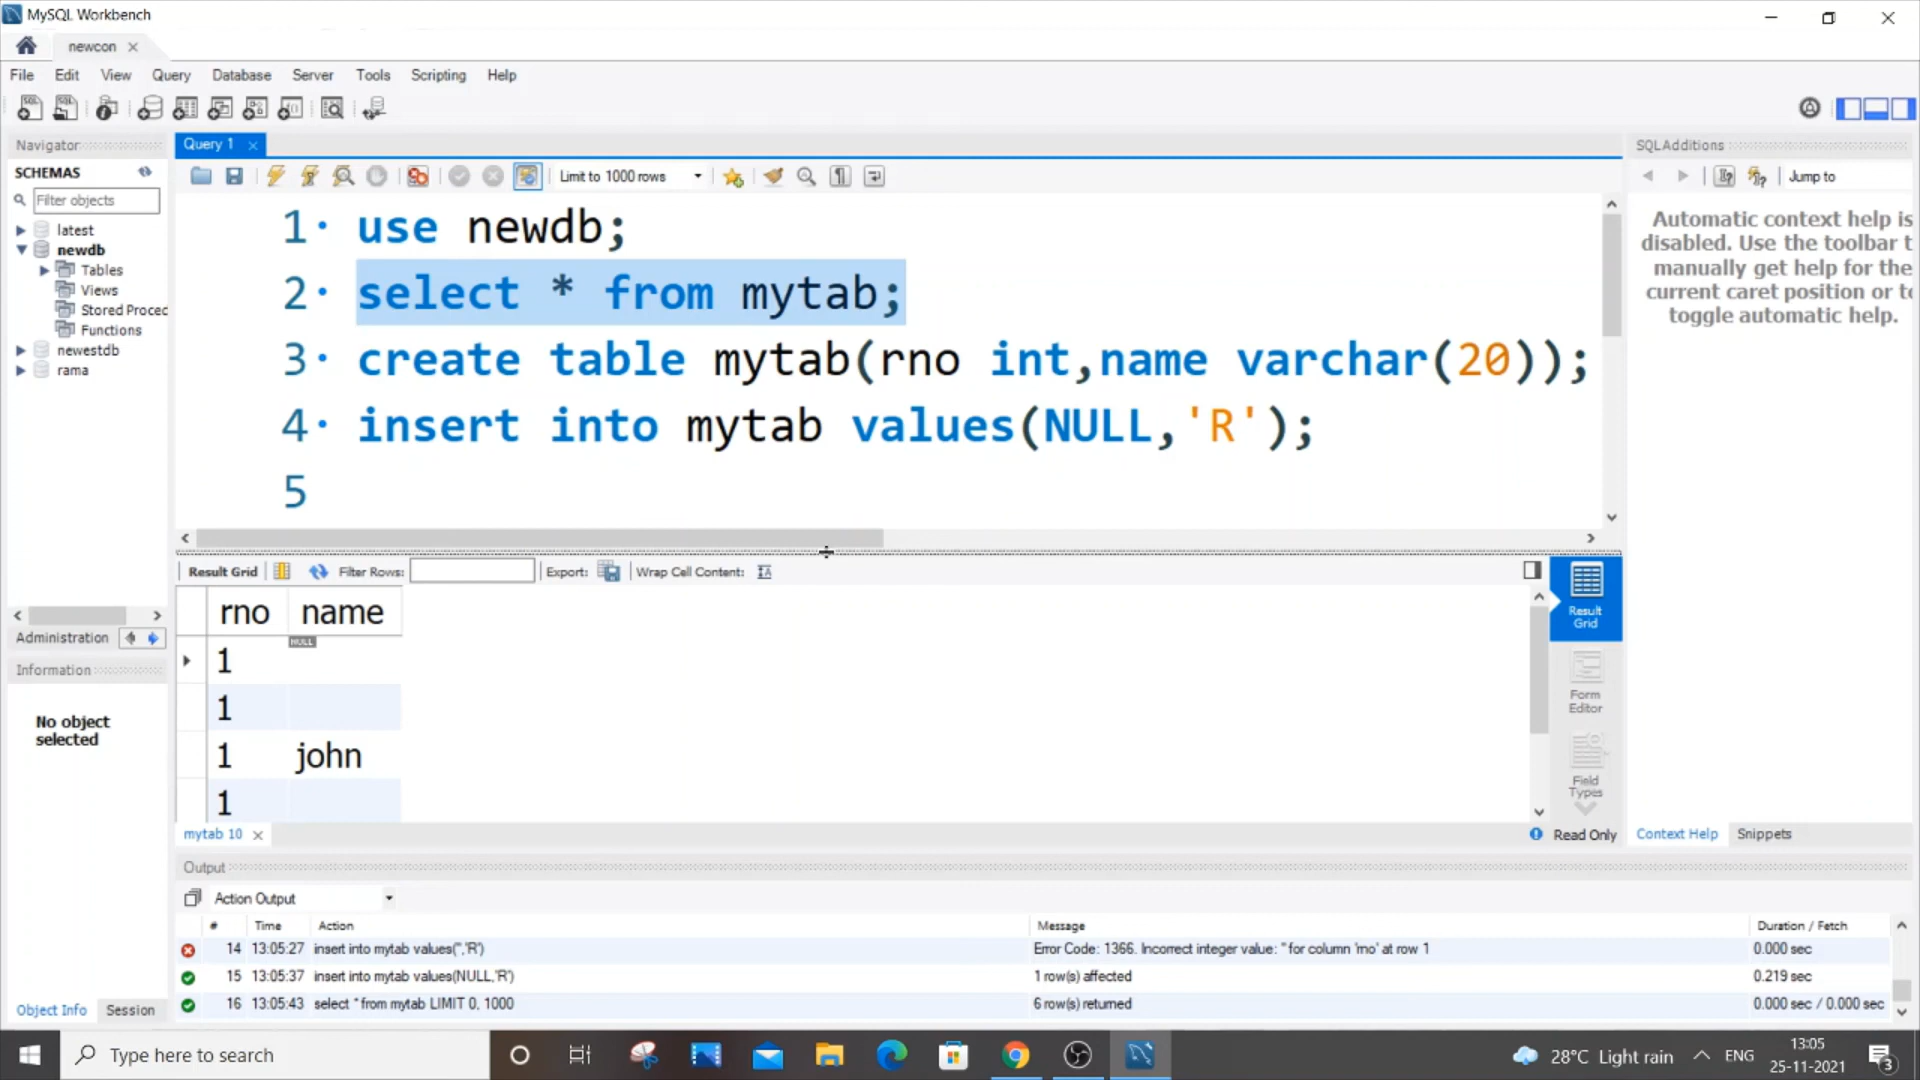 MySQL Workbench
newcon
File Edit View Query Database Server Tools Scripting Help
Navigator
SCHEMAS
Filter objects
latest
newdb
Tables
Views
Stored Proced
Functions
newestdb
rama
Administration
Information
No object
selected
Object Info Session
Query 1
Limit to 1000 rows
1 use newdb;
2 select * from mytab;
3 create table mytab(rno int,name varchar(20));
4 insert into mytab values(NULL,'R');
5
Result Grid Filter Rows: Export: Wrap Cell Content:
rno name
1 NULL
1
1 john
1
Result
Grid
Form
Editor
Field
Types
mytab 10
Read Only
Output
Action Output
# Time Action Message Duration / Fetch
14 13:05:27 insert into mytab values('','R') Error Code: 1366. Incorrect integer value: '' for column 'rno' at row 1 0.000 sec
15 13:05:37 insert into mytab values(NULL,'R') 1 row(s) affected 0.219 sec
16 13:05:43 select * from mytab LIMIT 0, 1000 6 row(s) returned 0.000 sec / 0.000 sec
SQLAdditions
Jump to
Automatic context help is
disabled. Use the toolbar t
manually get help for the
current caret position or to
toggle automatic help.
Context Help Snippets
Type here to search
28°C Light rain
ENG
13:05
25-11-2021
3